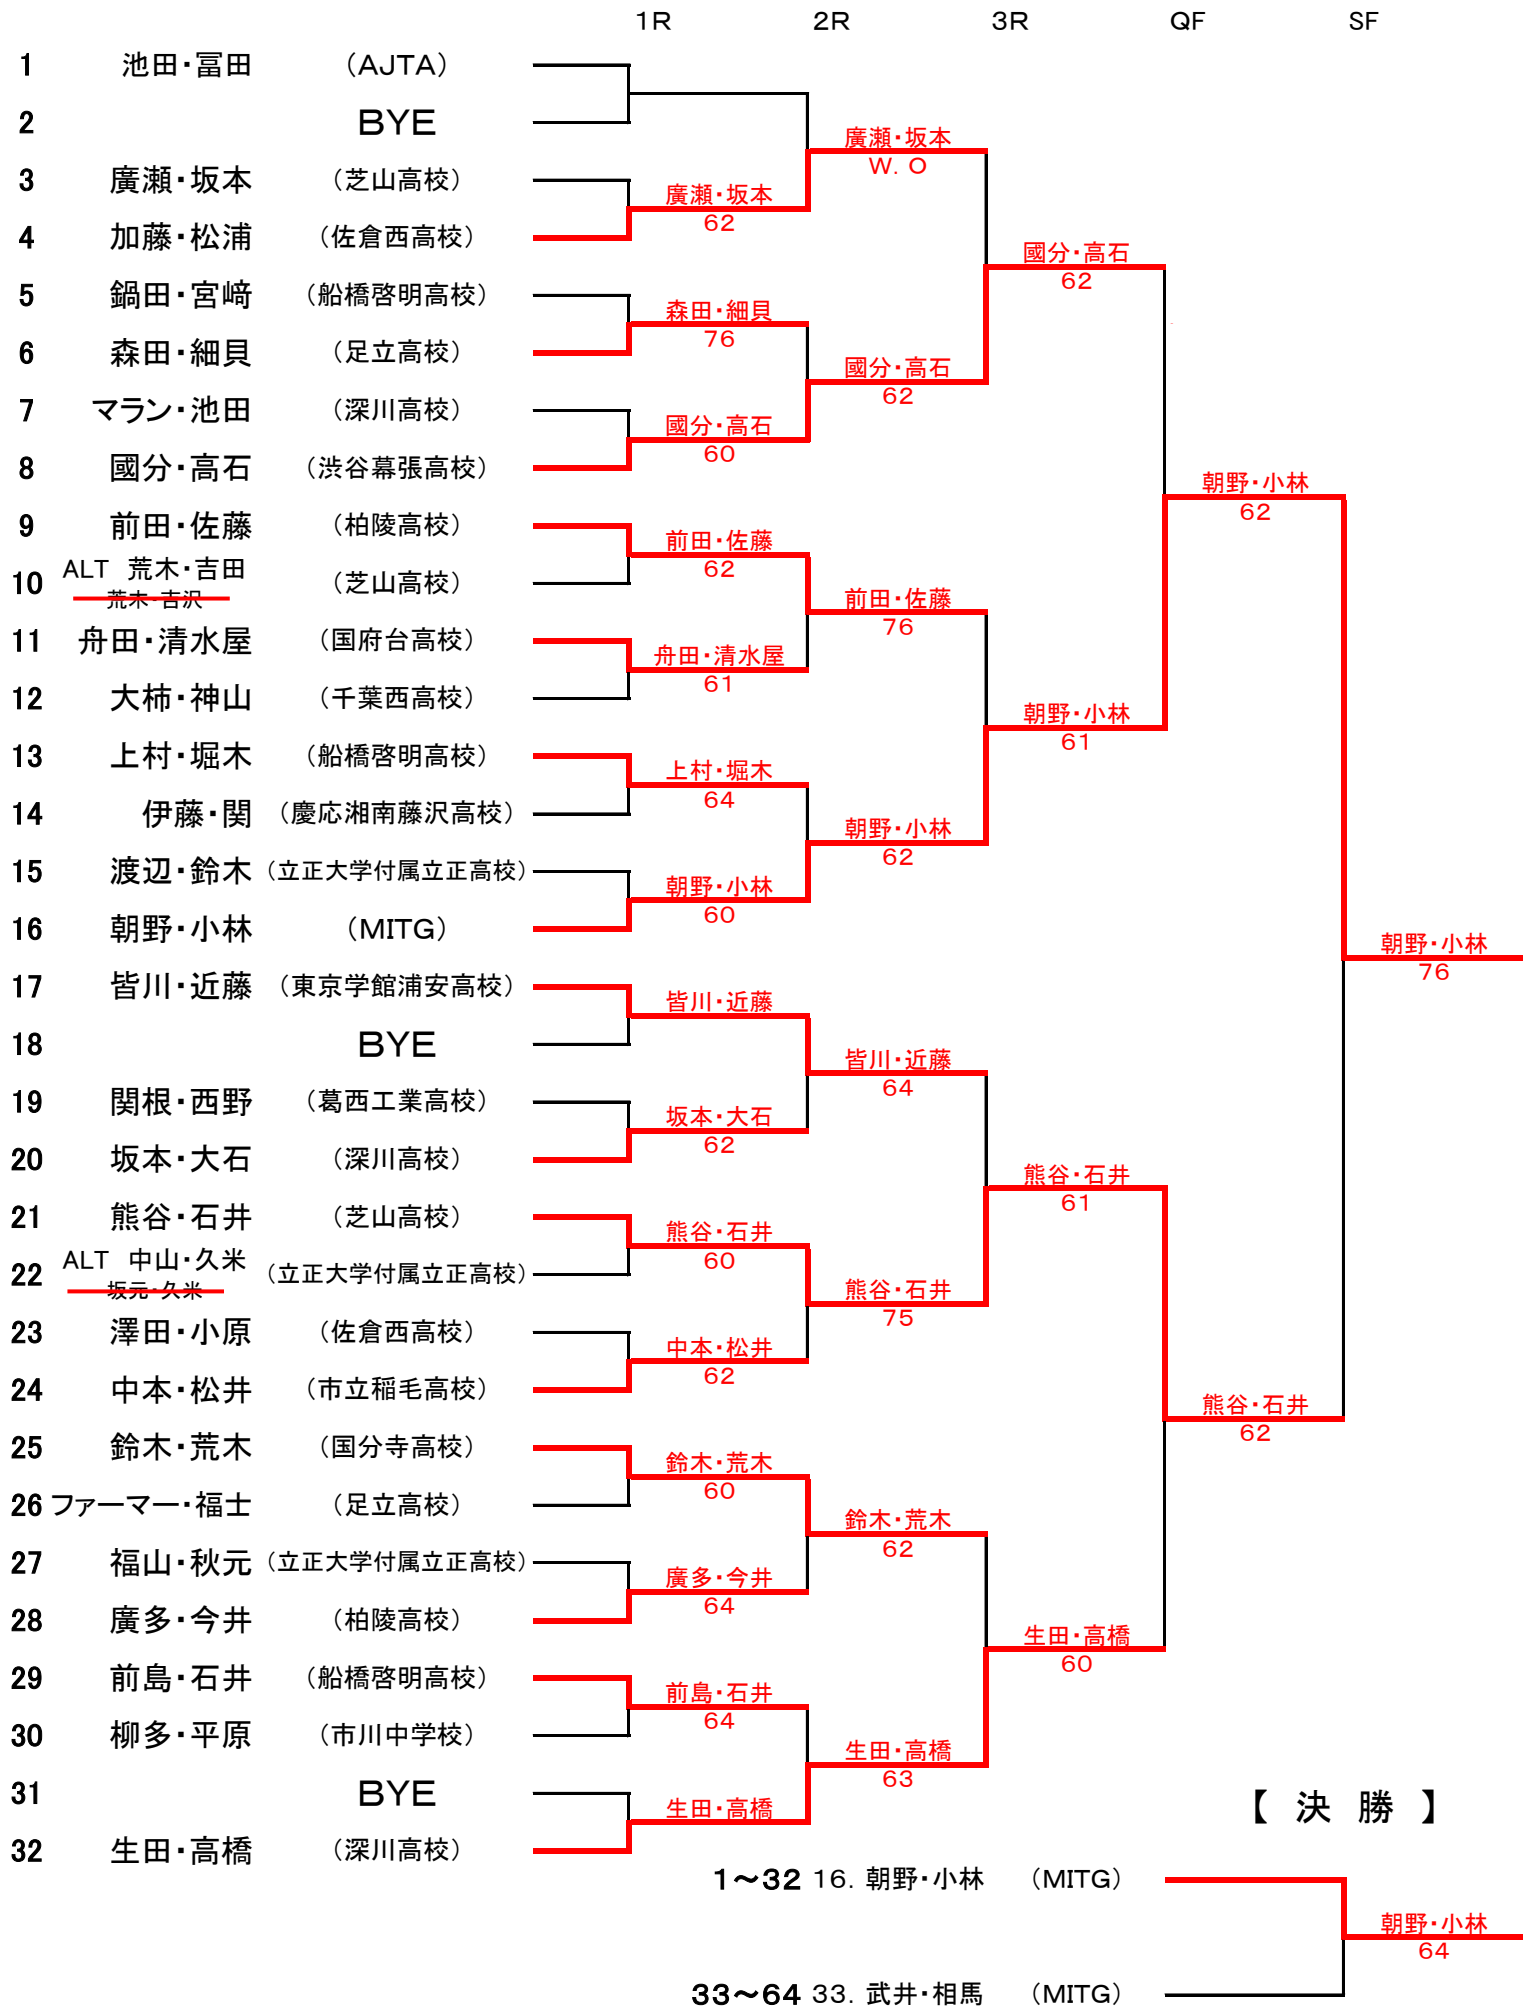 1R 2R 3R QF SF
1 池田・冨田 （AJTA）
2 BYE
廣瀬・坂本
W. O
3 廣瀬・坂本 （芝山高校）
廣瀬・坂本
62
4 加藤・松浦 （佐倉西高校）
國分・高石
62
5 鍋田・宮﨑 （船橋啓明高校）
森田・細貝
76
6 森田・細貝 （足立高校）
國分・高石
62
7 マラン・池田 （深川高校）
國分・高石
60
8 國分・高石 （渋谷幕張高校）
朝野・小林
62
9 前田・佐藤 （柏陵高校）
前田・佐藤
62
10 ALT 荒木・吉田 （芝山高校）
荒木・吉沢
前田・佐藤
76
11 舟田・清水屋 （国府台高校）
舟田・清水屋
61
12 大柿・神山 （千葉西高校）
朝野・小林
61
13 上村・堀木 （船橋啓明高校）
上村・堀木
64
14 伊藤・関 （慶応湘南藤沢高校）
朝野・小林
62
15 渡辺・鈴木 （立正大学付属立正高校）
朝野・小林
60
16 朝野・小林 （MITG）
朝野・小林
76
17 皆川・近藤 （東京学館浦安高校）
皆川・近藤
18 BYE
皆川・近藤
64
19 関根・西野 （葛西工業高校）
坂本・大石
62
20 坂本・大石 （深川高校）
熊谷・石井
61
21 熊谷・石井 （芝山高校）
熊谷・石井
60
22 ALT 中山・久米 （立正大学付属立正高校）
坂元・久米
熊谷・石井
75
23 澤田・小原 （佐倉西高校）
中本・松井
62
24 中本・松井 （市立稲毛高校）
熊谷・石井
62
25 鈴木・荒木 （国分寺高校）
鈴木・荒木
60
26 ファーマー・福士 （足立高校）
鈴木・荒木
62
27 福山・秋元 （立正大学付属立正高校）
廣多・今井
64
28 廣多・今井 （柏陵高校）
生田・高橋
60
29 前島・石井 （船橋啓明高校）
前島・石井
64
30 柳多・平原 （市川中学校）
生田・高橋
63
31 BYE
生田・高橋
【 決 勝 】
32 生田・高橋 （深川高校）
1～32 16. 朝野・小林 （MITG）
朝野・小林
64
33～64 33. 武井・相馬 （MITG）